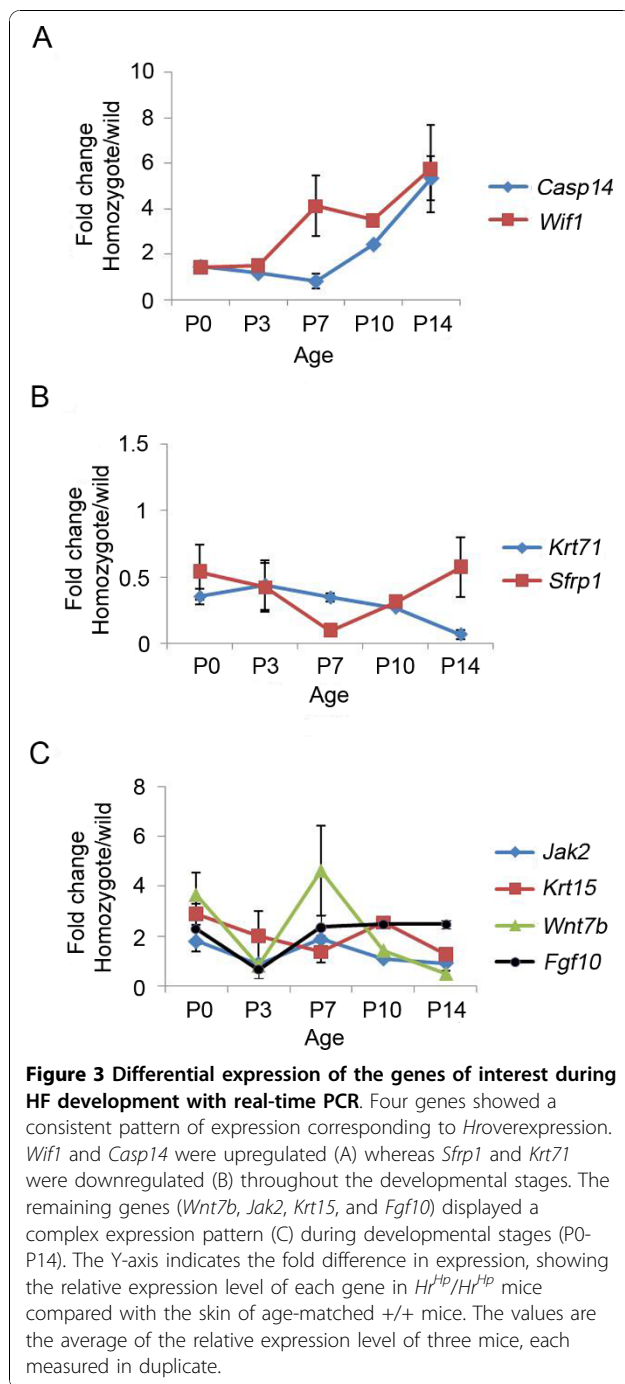 A
10
8
6
4
2
0
Fold change
Homozygote/wild
P0 P3 P7 P10 P14
Age
Casp14
Wif1
B
1.5
1
0.5
0
Fold change
Homozygote/wild
P0 P3 P7 P10 P14
Age
Krt71
Sfrp1
C
8
6
4
2
0
Fold change
Homozygote/wild
P0 P3 P7 P10 P14
Age
Jak2
Krt15
Wnt7b
Fgf10
Figure 3 Differential expression of the genes of interest during
HF development with real-time PCR. Four genes showed a
consistent pattern of expression corresponding to Hroverexpression.
Wif1 and Casp14 were upregulated (A) whereas Sfrp1 and Krt71
were downregulated (B) throughout the developmental stages. The
remaining genes (Wnt7b, Jak2, Krt15, and Fgf10) displayed a
complex expression pattern (C) during developmental stages (P0-
P14). The Y-axis indicates the fold difference in expression, showing
the relative expression level of each gene in Hr^Hp/Hr^Hp mice
compared with the skin of age-matched +/+ mice. The values are
the average of the relative expression level of three mice, each
measured in duplicate.